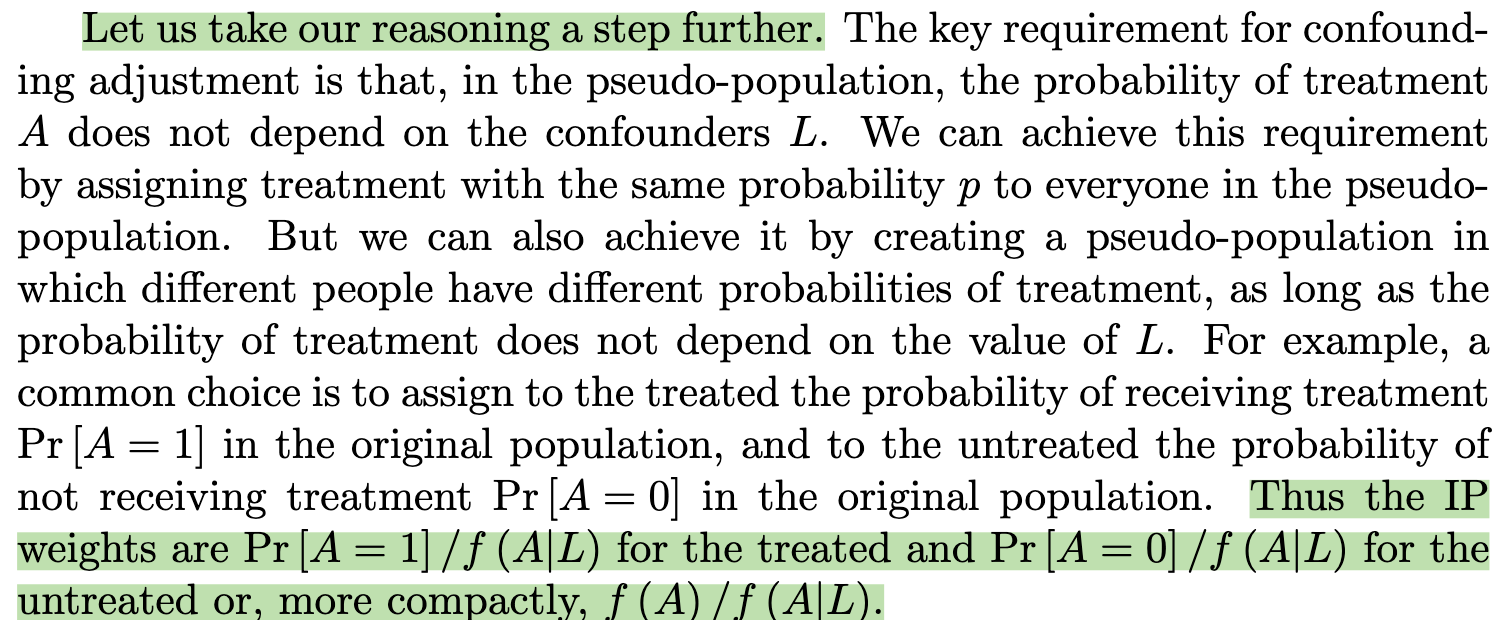 Let us take our reasoning a step further. The key requirement for confound-
ing adjustment is that, in the pseudo-population, the probability of treatment
A does not depend on the confounders L. We can achieve this requirement
by assigning treatment with the same probability p to everyone in the pseudo-
population. But we can also achieve it by creating a pseudo-population in
which different people have different probabilities of treatment, as long as the
probability of treatment does not depend on the value of L. For example, a
common choice is to assign to the treated the probability of receiving treatment
Pr [A = 1] in the original population, and to the untreated the probability of
not receiving treatment Pr [A = 0] in the original population. Thus the IP
weights are Pr [A = 1] /f (A|L) for the treated and Pr [A = 0] /f (A|L) for the
untreated or, more compactly, f (A) /f (A|L).